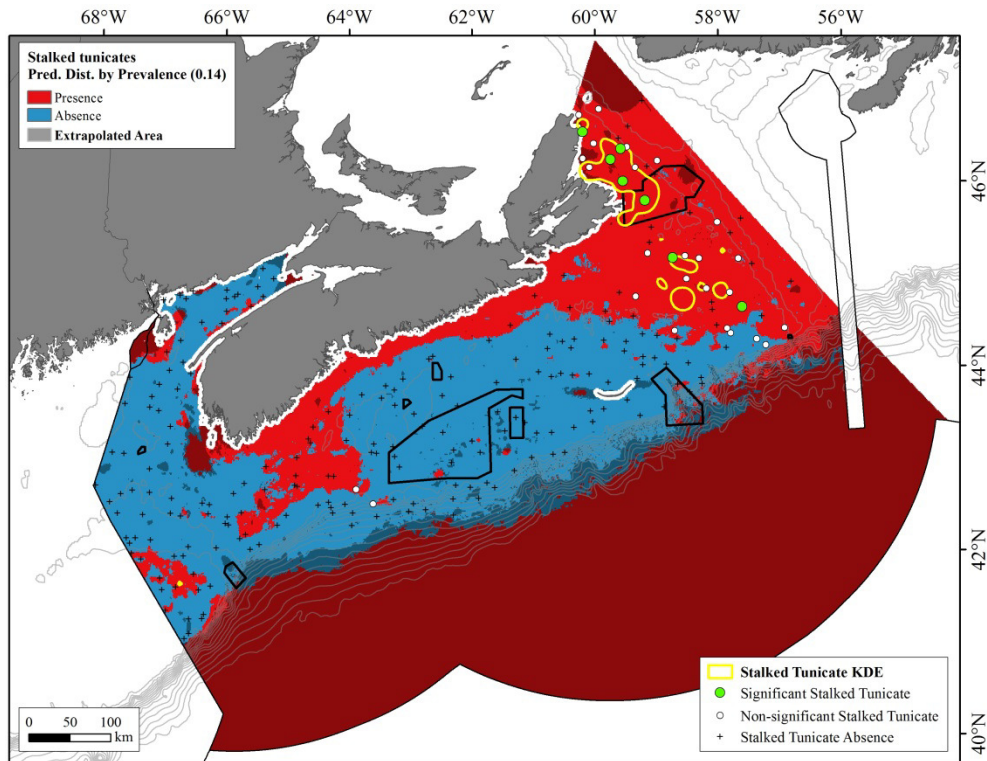 68°W 66°W 64°W 62°W 60°W 58°W 56°W
Stalked tunicates
Pred. Dist. by Prevalence (0.14)
Presence
Absence
Extrapolated Area
46°N
44°N
42°N
40°N
Stalked Tunicate KDE
Significant Stalked Tunicate
Non-significant Stalked Tunicate
Stalked Tunicate Absence
0 50 100
km